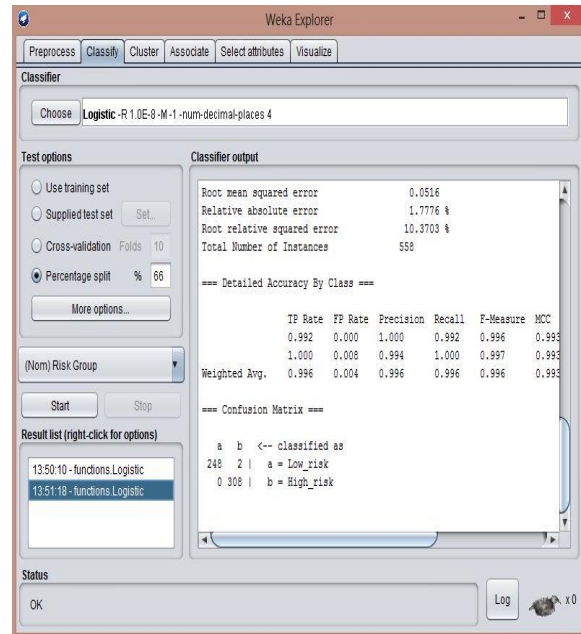 Weka Explorer
Preprocess Classify Cluster Associate Select attributes Visualize
Classifier
Choose Logistic -R 1.0E-8 -M -1 -num-decimal-places 4
Test options
Use training set
Supplied test set Set...
Cross-validation Folds 10
Percentage split % 66
More options...
(Nom) Risk Group
Start Stop
Result list (right-click for options)
13:50:10 - functions.Logistic
13:51:18 - functions.Logistic
Classifier output
Root mean squared error 0.0516
Relative absolute error 1.7776 %
Root relative squared error 10.3703 %
Total Number of Instances 558
=== Detailed Accuracy By Class ===
TP Rate FP Rate Precision Recall F-Measure MCC
0.992 0.000 1.000 0.992 0.996 0.993
1.000 0.008 0.994 1.000 0.997 0.993
Weighted Avg. 0.996 0.004 0.996 0.996 0.996 0.993
=== Confusion Matrix ===
a b <-- classified as
248 2 | a = Low_risk
0 308 | b = High_risk
Status
OK
Log x 0